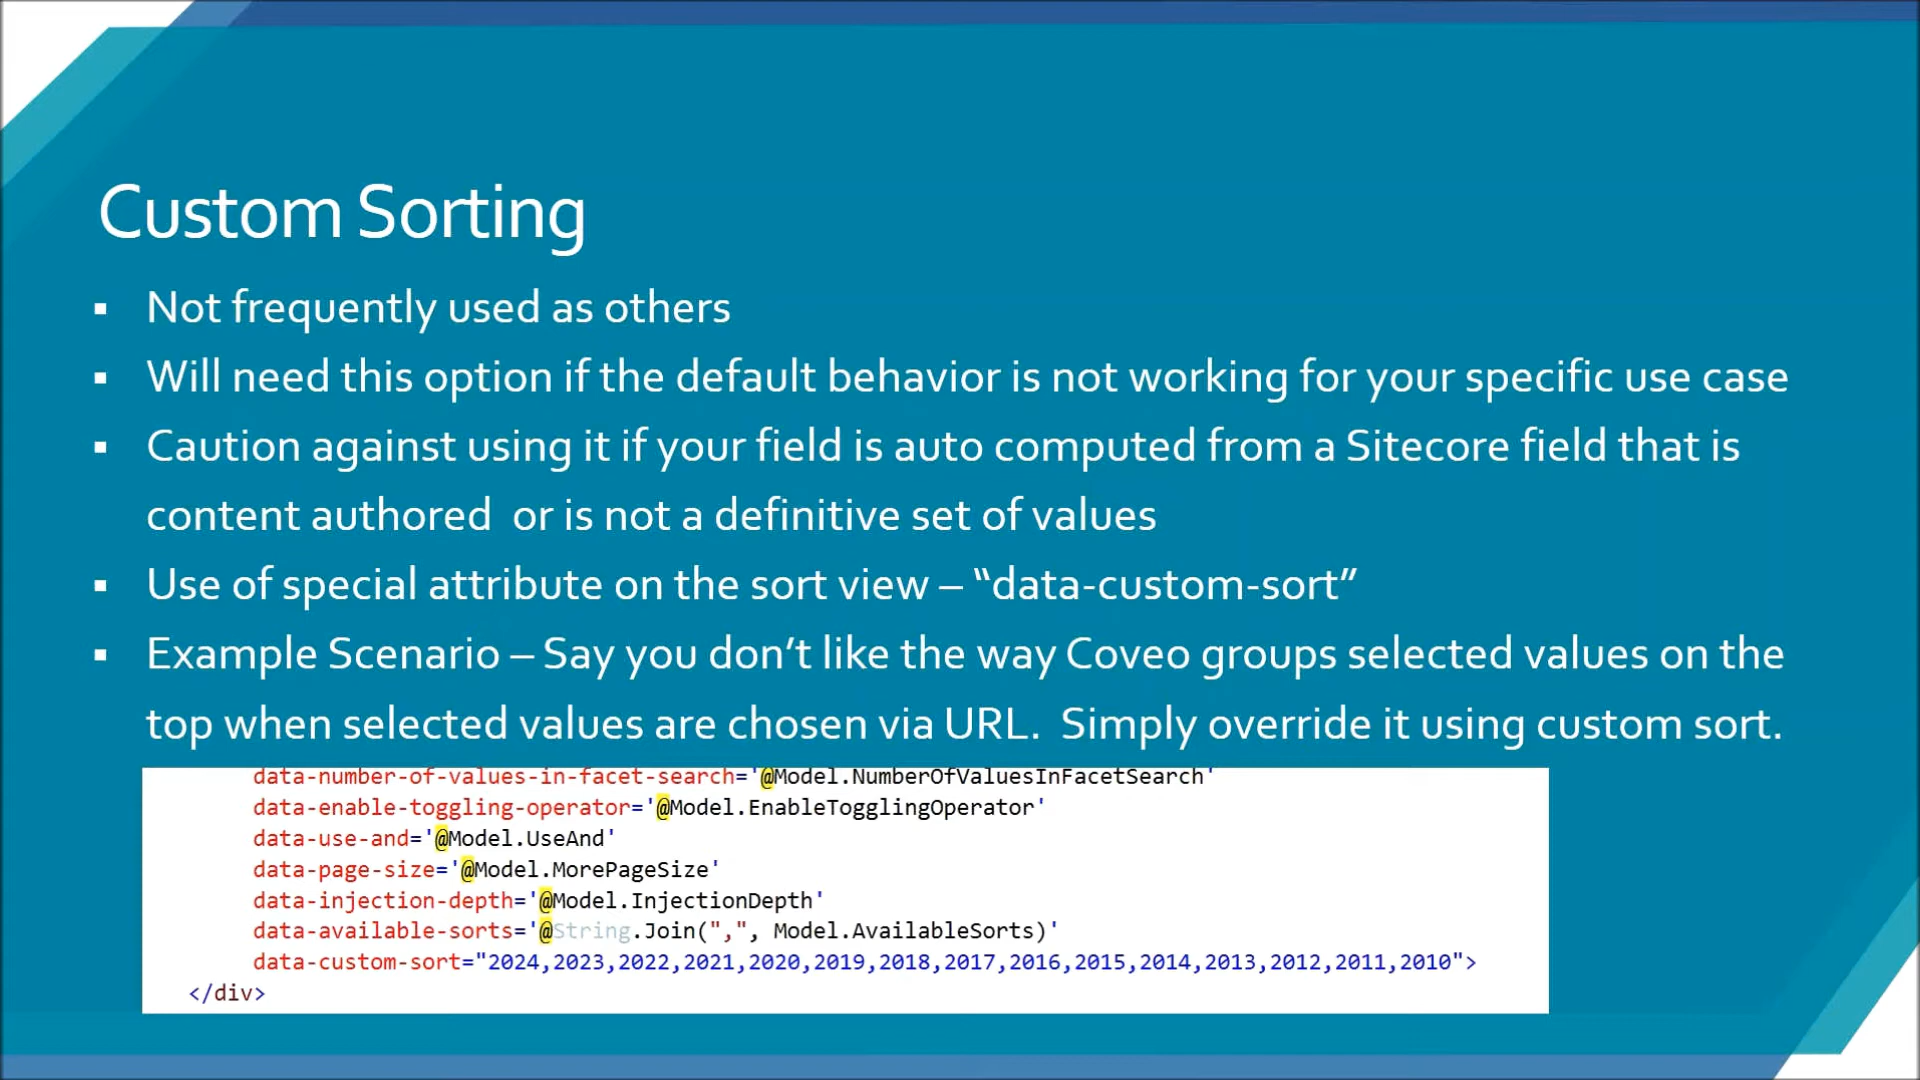 Custom Sorting
▪ Not frequently used as others
▪ Will need this option if the default behavior is not working for your specific use case
▪ Caution against using it if your field is auto computed from a Sitecore field that is
content authored  or is not a definitive set of values
▪ Use of special attribute on the sort view – “data-custom-sort”
▪ Example Scenario – Say you don’t like the way Coveo groups selected values on the
top when selected values are chosen via URL.  Simply override it using custom sort.
data-number-of-values-in-facet-search='@Model.NumberOfValuesInFacetSearch'
data-enable-toggling-operator='@Model.EnableTogglingOperator'
data-use-and='@Model.UseAnd'
data-page-size='@Model.MorePageSize'
data-injection-depth='@Model.InjectionDepth'
data-available-sorts='@String.Join(",", Model.AvailableSorts)'
data-custom-sort="2024,2023,2022,2021,2020,2019,2018,2017,2016,2015,2014,2013,2012,2011,2010">
</div>